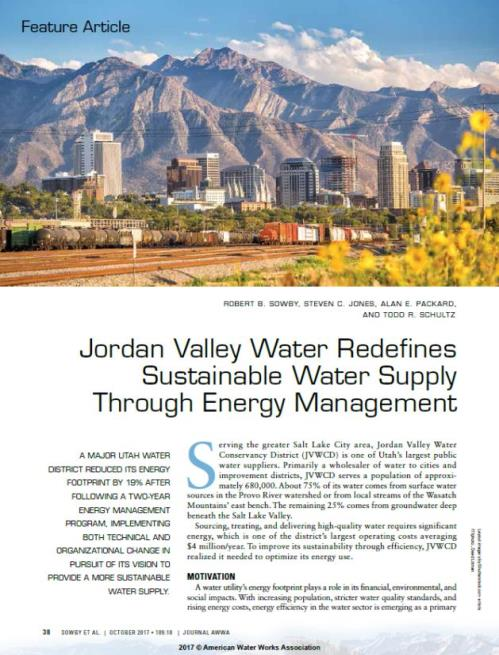 Feature Article
ROBERT B. SOWBY, STEVEN C. JONES, ALAN E. PACKARD,
AND TODD R. SCHULTZ
Jordan Valley Water Redefines
Sustainable Water Supply
Through Energy Management
A MAJOR UTAH WATER
DISTRICT REDUCED ITS ENERGY
FOOTPRINT BY 19% AFTER
FOLLOWING A TWO-YEAR
ENERGY MANAGEMENT
PROGRAM, IMPLEMENTING
BOTH TECHNICAL AND
ORGANIZATIONAL CHANGE IN
PURSUIT OF ITS VISION TO
PROVIDE A MORE SUSTAINABLE
WATER SUPPLY.
Serving the greater Salt Lake City area, Jordan Valley Water
Conservancy District (JVWCD) is one of Utah's largest public
water suppliers. Primarily a wholesaler of water to cities and
improvement districts, JVWCD serves a population of approxi-
mately 680,000. About 75% of its water comes from surface water
sources in the Provo River watershed or from local streams of the Wasatch
Mountains' east bench. The remaining 25% comes from groundwater deep
beneath the Salt Lake Valley.
Sourcing, treating, and delivering high-quality water requires significant
energy, which is one of the district's largest operating costs averaging
$4 million/year. To improve its sustainability through efficiency, JVWCD
realized it needed to optimize its energy use.
MOTIVATION
A water utility's energy footprint plays a role in its financial, environmental, and
social impacts. With increasing population, stricter water quality standards, and
rising energy costs, energy efficiency in the water sector is emerging as a primary
38 SOWBY ET AL. | OCTOBER 2017 • 109:10 | JOURNAL AWWA
2017 © American Water Works Association